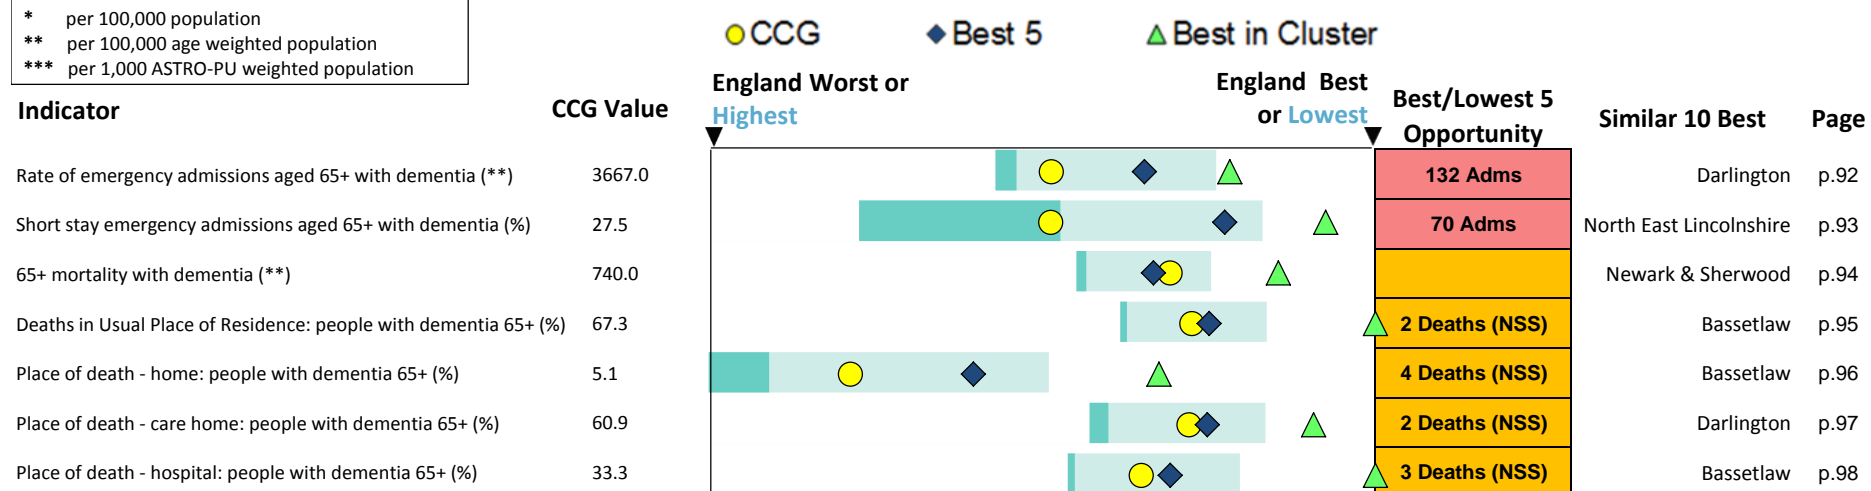 * per 100,000 population
** per 100,000 age weighted population
*** per 1,000 ASTRO-PU weighted population
CCG Best 5 Best in Cluster
Indicator CCG Value England Worst or Highest England Best or Lowest Best/Lowest 5 Opportunity Similar 10 Best Page
Rate of emergency admissions aged 65+ with dementia (**) 3667.0 132 Adms Darlington p.92
Short stay emergency admissions aged 65+ with dementia (%) 27.5 70 Adms North East Lincolnshire p.93
65+ mortality with dementia (**) 740.0 Newark & Sherwood p.94
Deaths in Usual Place of Residence: people with dementia 65+ (%) 67.3 2 Deaths (NSS) Bassetlaw p.95
Place of death - home: people with dementia 65+ (%) 5.1 4 Deaths (NSS) Bassetlaw p.96
Place of death - care home: people with dementia 65+ (%) 60.9 2 Deaths (NSS) Darlington p.97
Place of death - hospital: people with dementia 65+ (%) 33.3 3 Deaths (NSS) Bassetlaw p.98